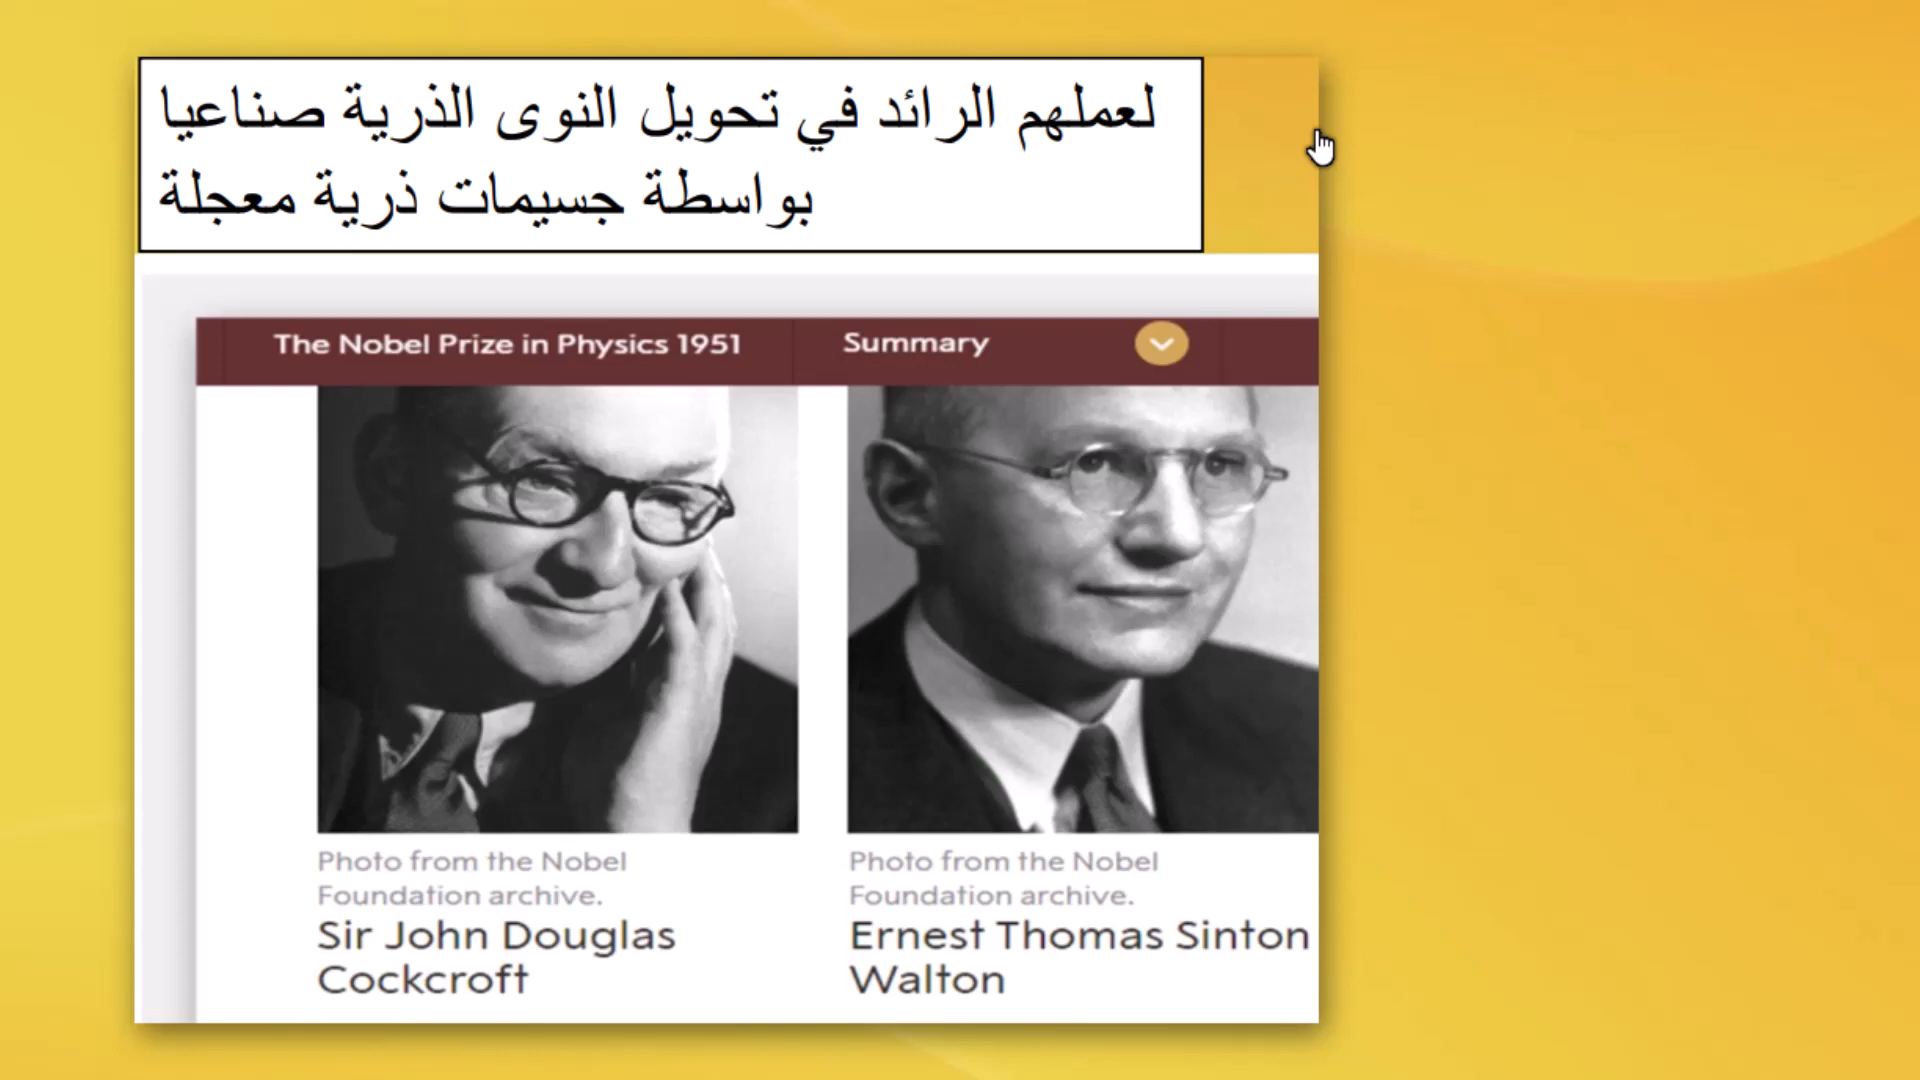 لعملهم الرائد في تحويل النوى الذرية صناعيا
بواسطة جسيمات ذرية معجلة
The Nobel Prize in Physics 1951
Summary
Photo from the Nobel
Foundation archive.
Sir John Douglas
Cockcroft
Photo from the Nobel
Foundation archive.
Ernest Thomas Sinton
Walton